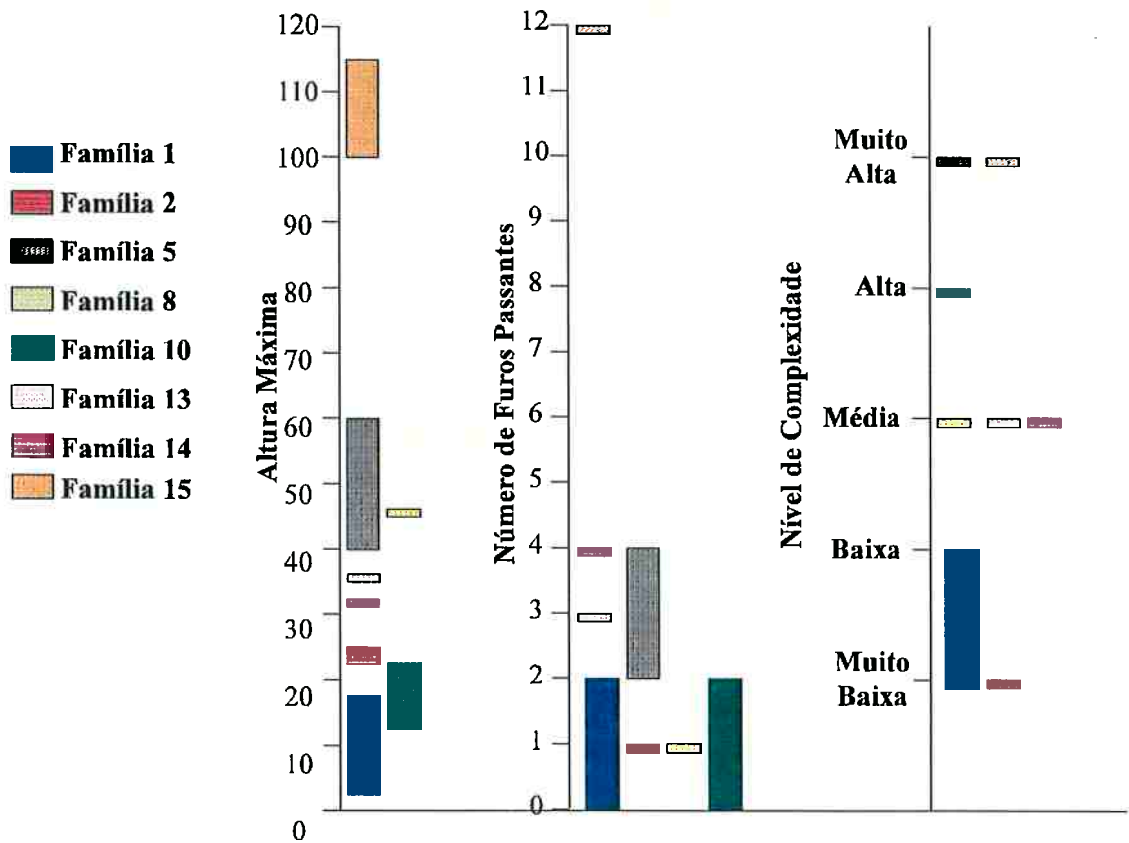 Família 1
Família 2
Família 5
Família 8
Família 10
Família 13
Família 14
Família 15
Altura Máxima
120
110
100
90
80
70
60
50
40
30
20
10
0
Número de Furos Passantes
12
11
10
9
8
7
6
5
4
3
2
1
0
Nível de Complexidade
Muito
Alta
Alta
Média
Baixa
Muito
Baixa